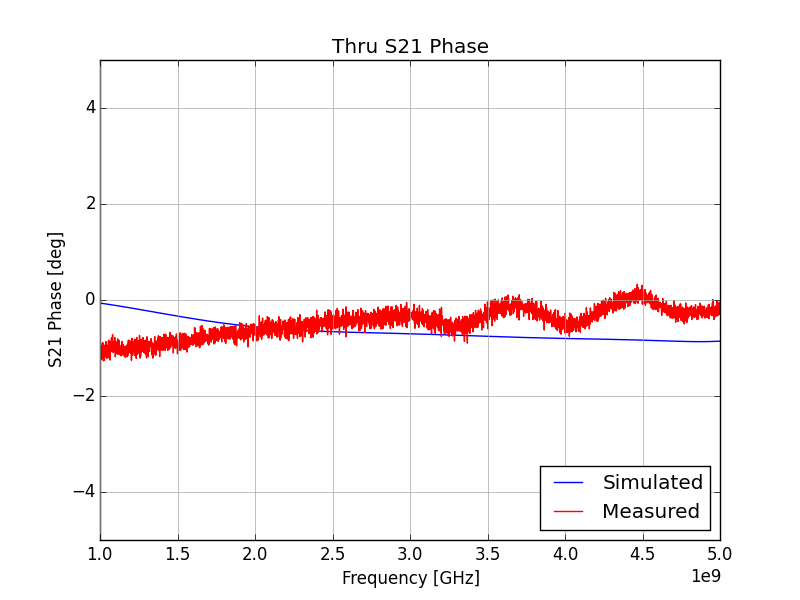 Thru S21 Phase
S21 Phase [deg]
4
2
0
−2
−4
Simulated
Measured
1.0 1.5 2.0 2.5 3.0 3.5 4.0 4.5 5.0
Frequency [GHz]
1e9